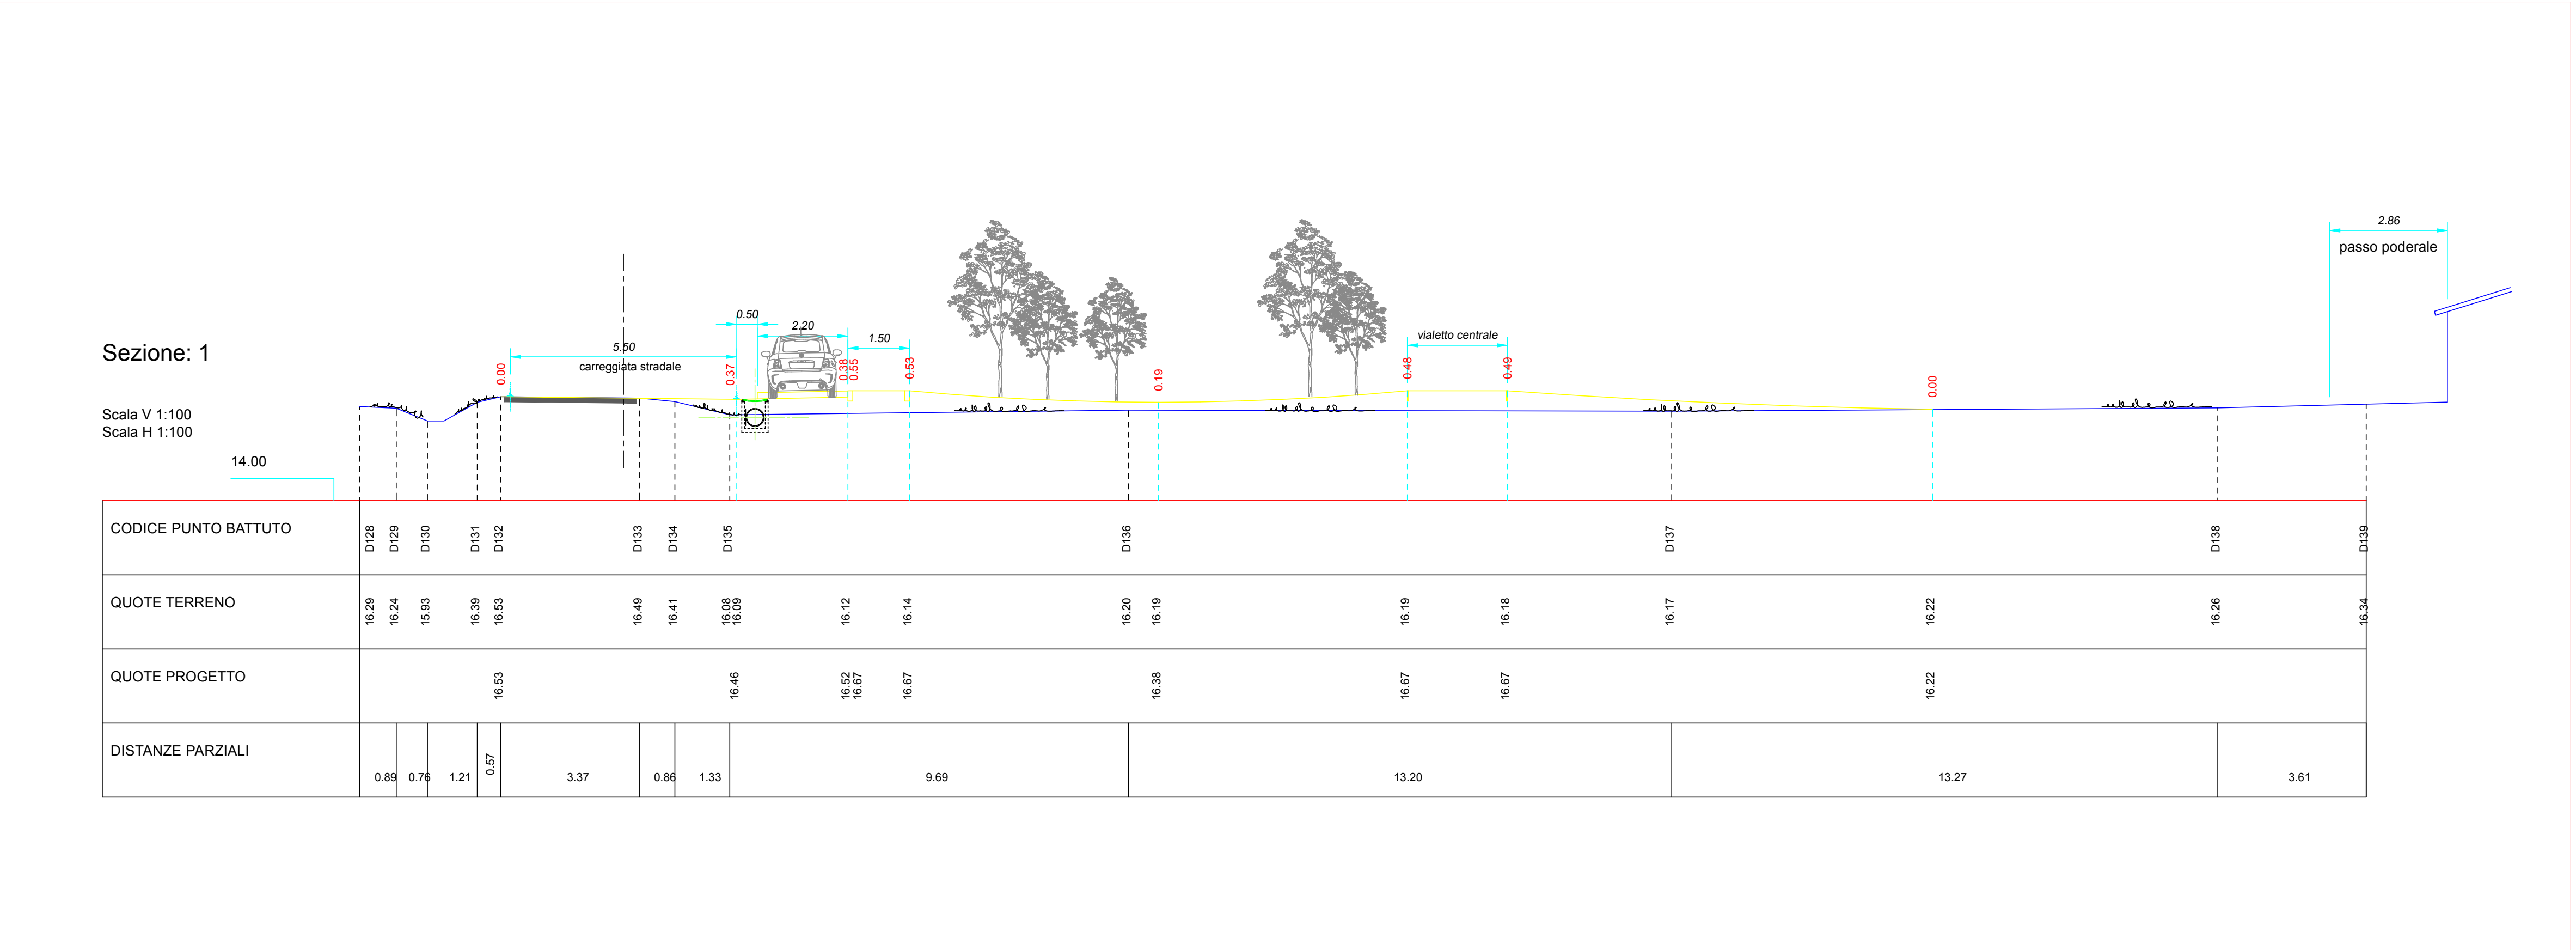 2.86
passo poderale
0.50
2.20
1.50
vialetto centrale
5.50
carreggiata stradale
Sezione: 1
0.00
0.37
0.38
0.55
0.53
0.19
0.48
0.49
0.00
Scala V 1:100
Scala H 1:100
14.00
CODICE PUNTO BATTUTO D128 D129 D130 D131 D132 D133 D134 D135 D136 D137 D138 D139
QUOTE TERRENO 16.29 16.24 15.93 16.39 16.53 16.49 16.41 16.08 16.09 16.12 16.14 16.20 16.19 16.19 16.18 16.17 16.22 16.26 16.34
QUOTE PROGETTO 16.53 16.46 16.52 16.67 16.67 16.38 16.67 16.67 16.22
DISTANZE PARZIALI 0.89 0.76 1.21 0.57 3.37 0.86 1.33 9.69 13.20 13.27 3.61